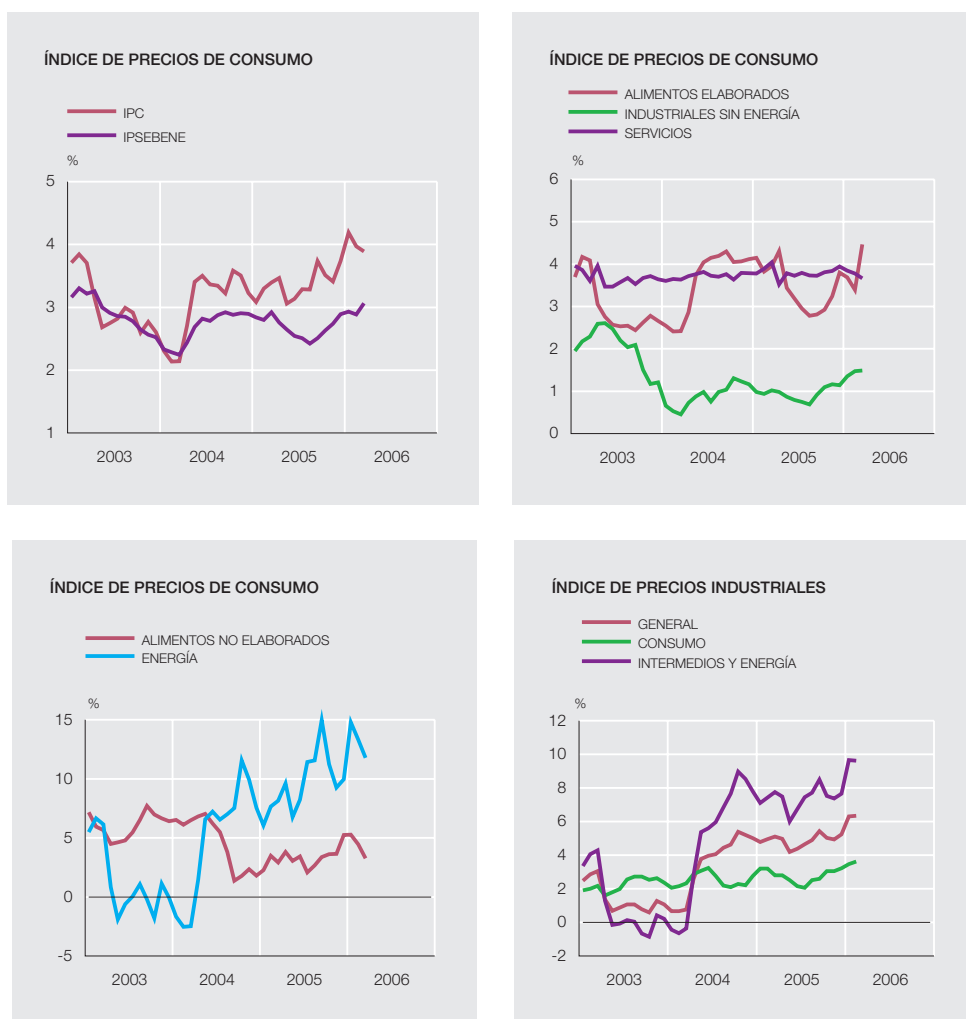 ÍNDICE DE PRECIOS DE CONSUMO
IPC
IPSEBENE
%
5
4
3
2
1
2003 2004 2005 2006
ÍNDICE DE PRECIOS DE CONSUMO
ALIMENTOS ELABORADOS
INDUSTRIALES SIN ENERGÍA
SERVICIOS
%
6
5
4
3
2
1
0
2003 2004 2005 2006
ÍNDICE DE PRECIOS DE CONSUMO
ALIMENTOS NO ELABORADOS
ENERGÍA
%
15
10
5
0
-5
2003 2004 2005 2006
ÍNDICE DE PRECIOS INDUSTRIALES
GENERAL
CONSUMO
INTERMEDIOS Y ENERGÍA
%
12
10
8
6
4
2
0
-2
2003 2004 2005 2006